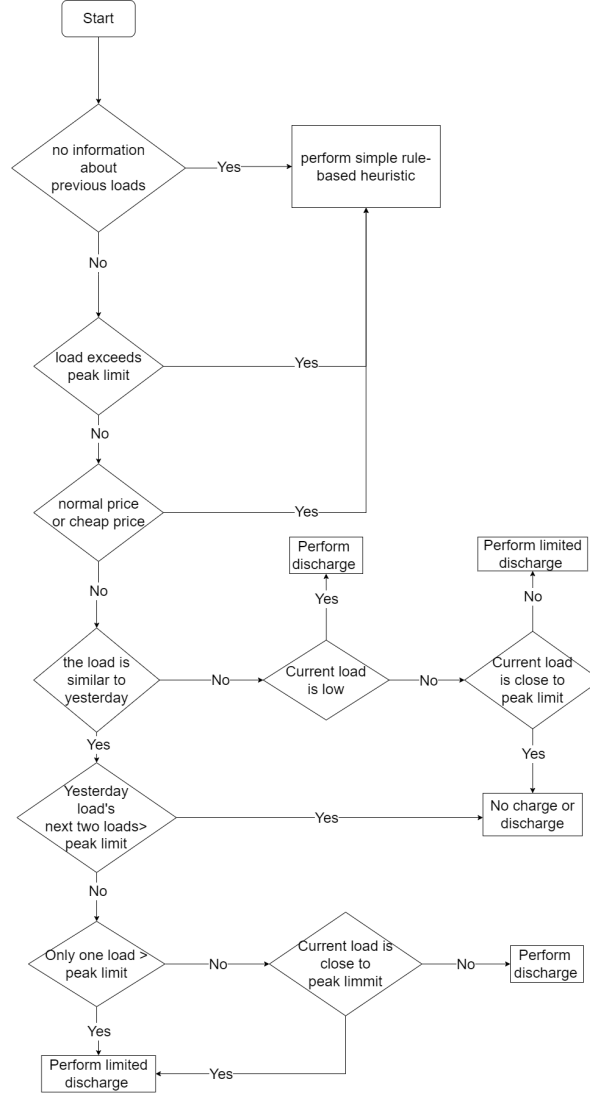 Start
no information
about
previous loads
Yes
perform simple rule-
based heuristic
No
load exceeds
peak limit
Yes
No
normal price
or cheap price
Yes
No
Perform
discharge
Perform limited
discharge
Yes
No
the load is
similar to
yesterday
No
Current load
is low
No
Current load
is close to
peak limit
Yes
Yes
Yesterday
load's
next two loads>
peak limit
Yes
No charge or
discharge
No
Only one load >
peak limit
No
Current load is
close to
peak limmit
No
Perform
discharge
Yes
Perform limited
discharge
Yes